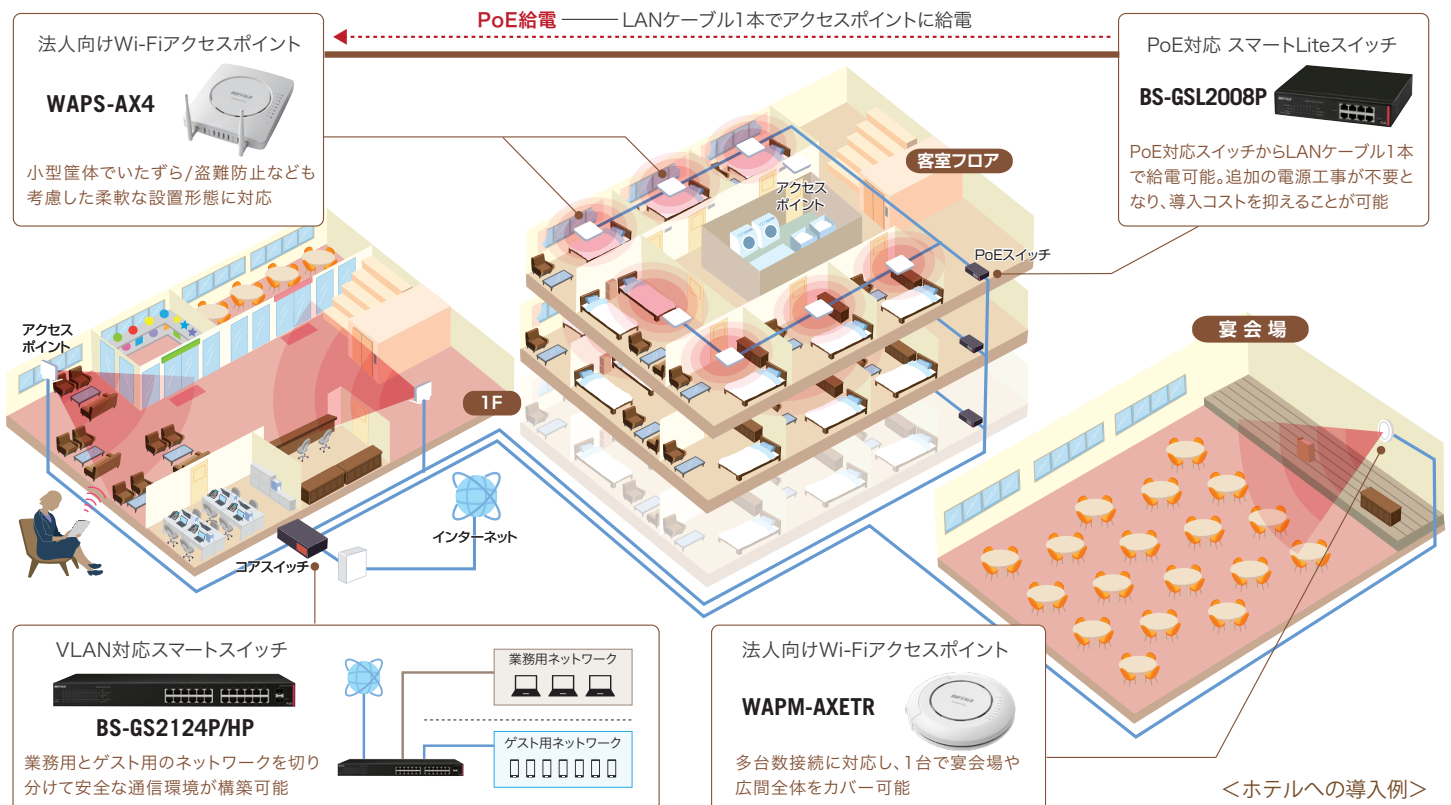 PoE給電 ―― LANケーブル1本でアクセスポイントに給電
法人向けWi-Fiアクセスポイント
WAPS-AX4
小型筐体でいたずら/盗難防止なども
考慮した柔軟な設置形態に対応
PoE対応 スマートLiteスイッチ
BS-GSL2008P
PoE対応スイッチからLANケーブル1本
で給電可能。追加の電源工事が不要と
なり、導入コストを抑えることが可能
客室フロア
アクセス
ポイント
PoEスイッチ
アクセス
ポイント
1F
宴会場
インターネット
コアスイッチ
VLAN対応スマートスイッチ
BS-GS2124P/HP
業務用とゲスト用のネットワークを切り
分けて安全な通信環境が構築可能
業務用ネットワーク
ゲスト用ネットワーク
法人向けWi-Fiアクセスポイント
WAPM-AXETR
多台数接続に対応し、1台で宴会場や
広間全体をカバー可能
＜ホテルへの導入例＞